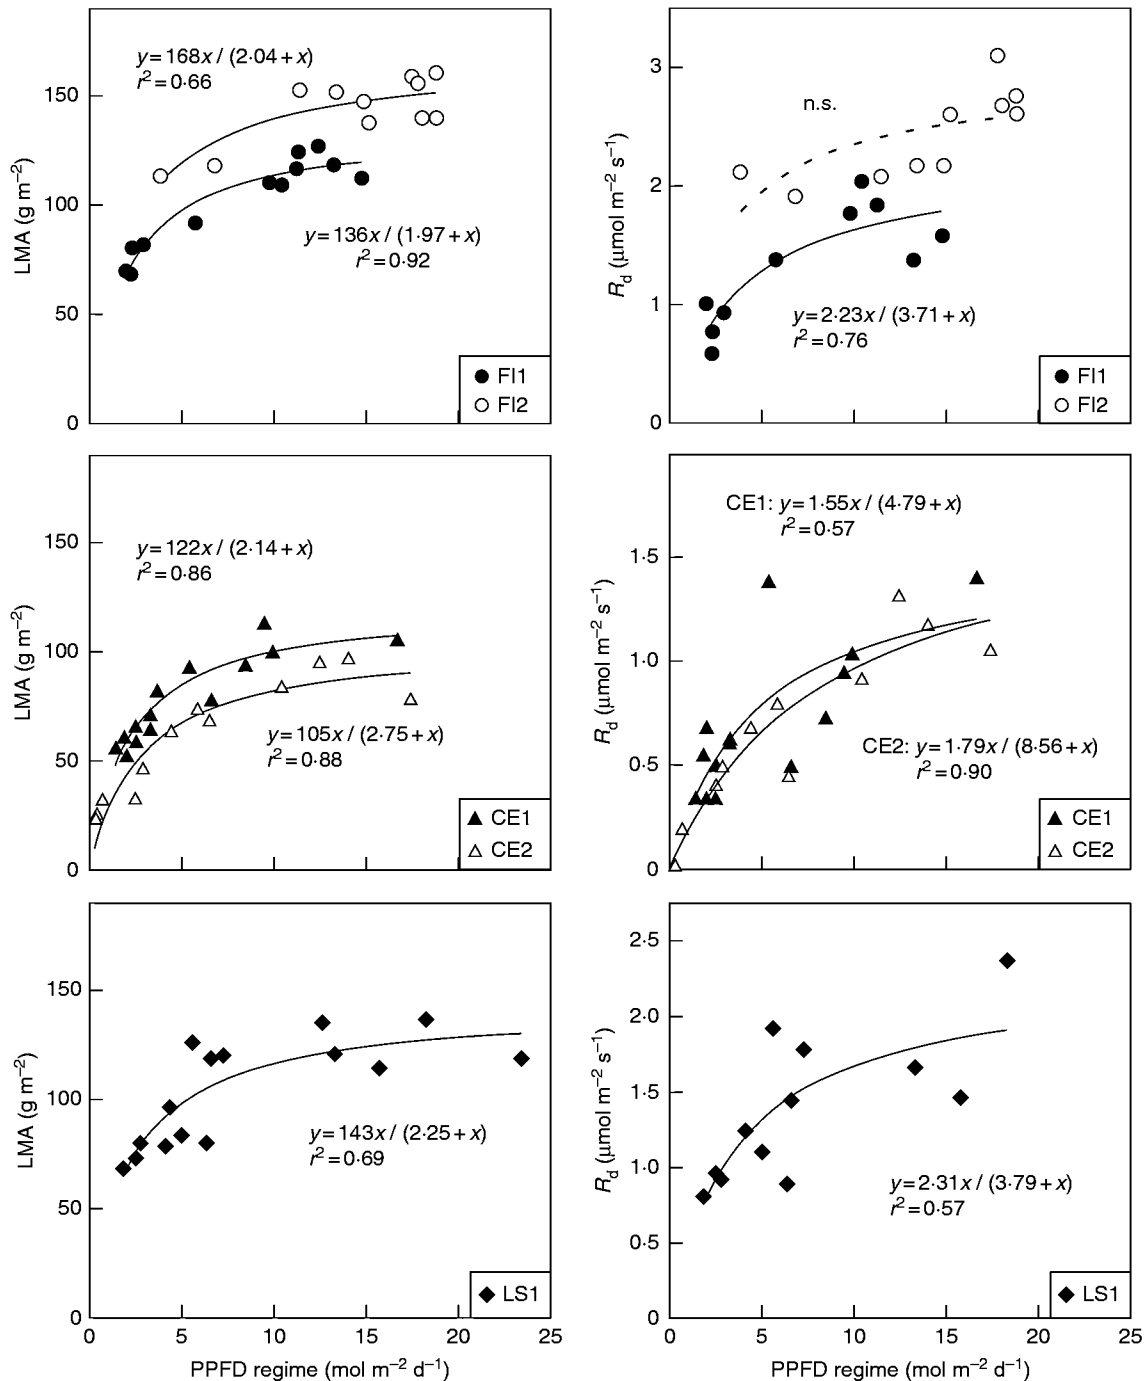 y=168x / (2·04+x)
r²=0·66
150
100
50
0
LMA (g m⁻²)
y=136x / (1·97+x)
r²=0·92
FI1
FI2
3
2
1
0
R_d (μmol m⁻² s⁻¹)
n.s.
y=2·23x / (3·71+x)
r²=0·76
FI1
FI2
y=122x / (2·14+x)
r²=0·86
150
100
50
0
LMA (g m⁻²)
y=105x / (2·75+x)
r²=0·88
CE1
CE2
CE1: y=1·55x / (4·79+x)
r²=0·57
1·5
1·0
0·5
0
R_d (μmol m⁻² s⁻¹)
CE2: y=1·79x / (8·56+x)
r²=0·90
CE1
CE2
150
100
50
0
LMA (g m⁻²)
y=143x / (2·25+x)
r²=0·69
LS1
0 5 10 15 20 25
PPFD regime (mol m⁻² d⁻¹)
2·5
2·0
1·5
1·0
0·5
0
R_d (μmol m⁻² s⁻¹)
y=2·31x / (3·79+x)
r²=0·57
LS1
0 5 10 15 20 25
PPFD regime (mol m⁻² d⁻¹)